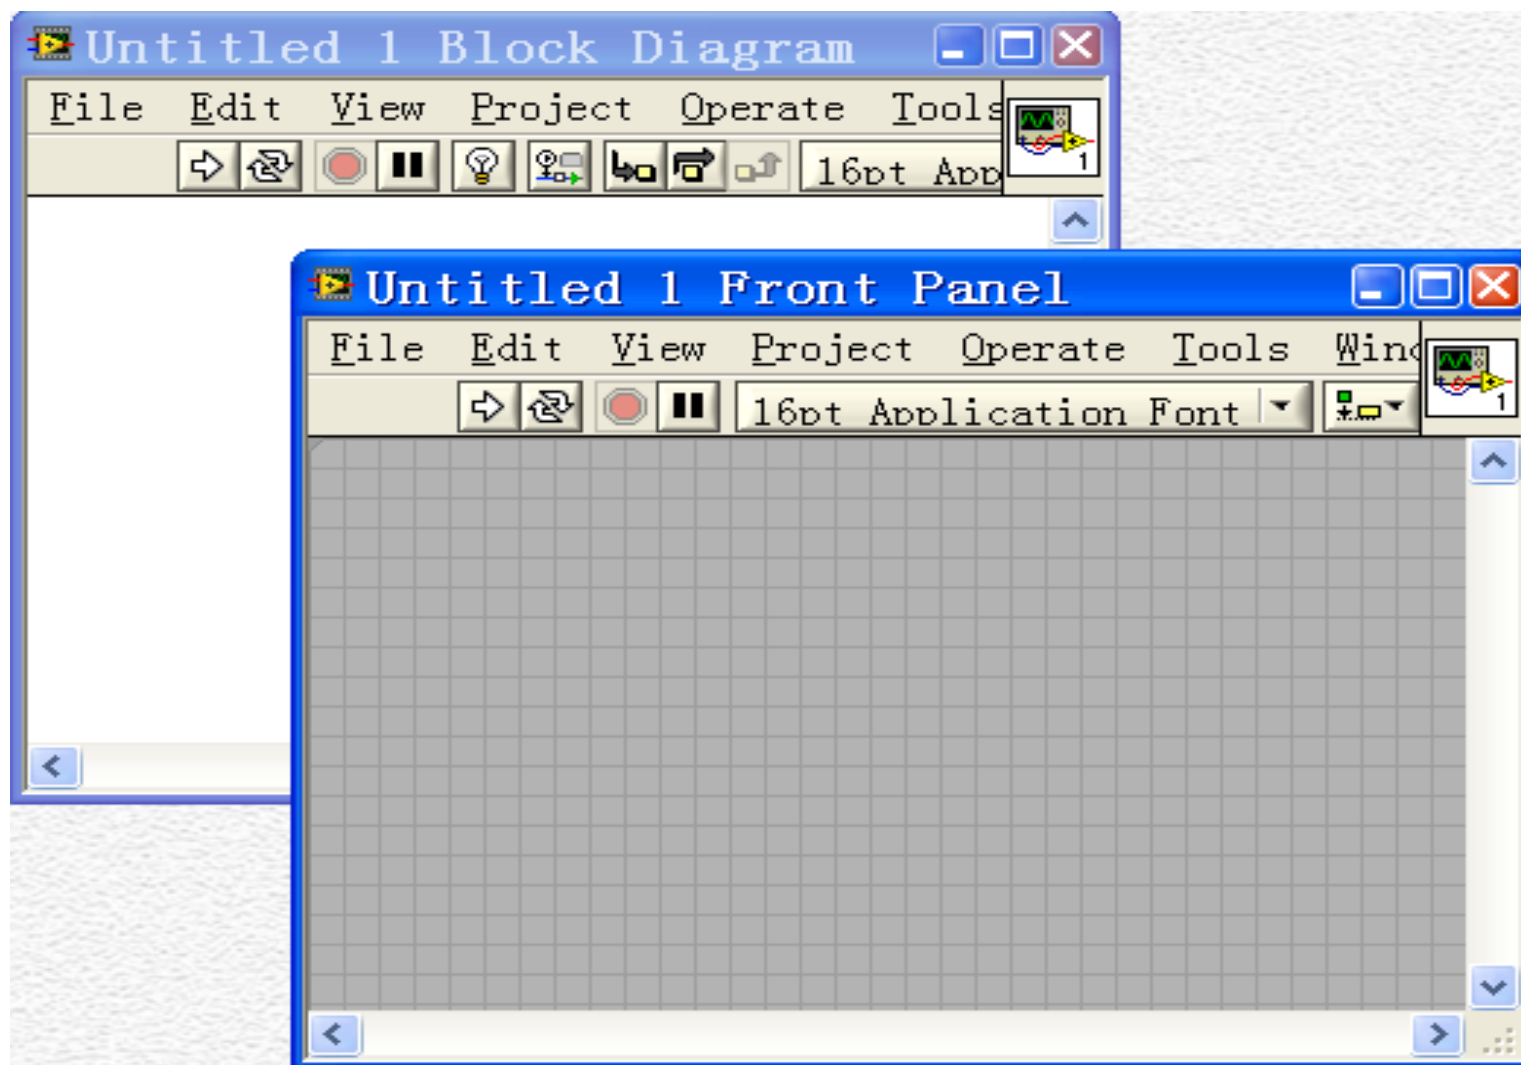 Untitled 1 Block Diagram
File Edit View Project Operate Tools
16pt App
1
Untitled 1 Front Panel
File Edit View Project Operate Tools Wind
16pt Application Font
1